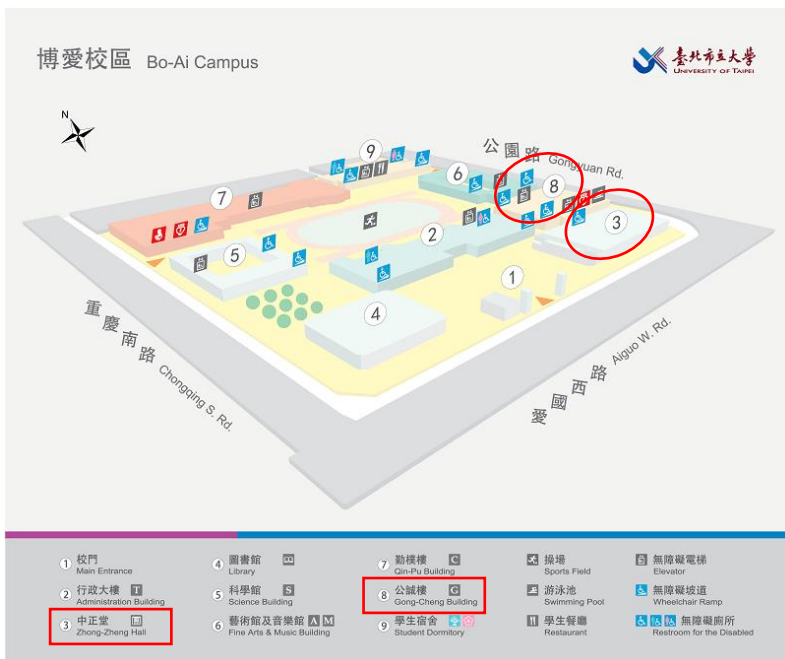 博愛校區 Bo-Ai Campus
臺北市立大學
UNIVERSITY OF TAIPEI
N
公園路 Gongyuan Rd.
9
6
8
7
3
2
5
1
4
重慶南路 Chongqing S. Rd.
愛國西路 Aiguo W. Rd.
1 校門
Main Entrance
2 行政大樓 T
Administration Building
3 中正堂
Zhong-Zheng Hall
4 圖書館
Library
5 科學館 S
Science Building
6 藝術館及音樂館 A M
Fine Arts & Music Building
7 勤樸樓 C
Qin-Pu Building
8 公誠樓 G
Gong-Cheng Building
9 學生宿舍
Student Dormitory
操場
Sports Field
游泳池
Swimming Pool
學生餐廳
Restaurant
無障礙電梯
Elevator
無障礙坡道
Wheelchair Ramp
無障礙廁所
Restroom for the Disabled